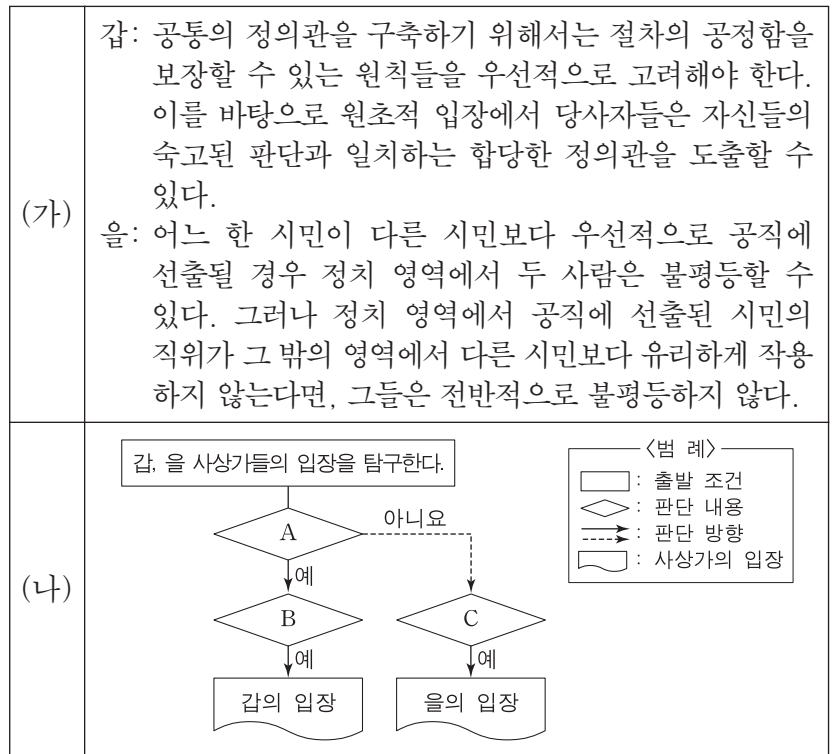 (가)
갑: 공통의 정의관을 구축하기 위해서는 절차의 공정함을
보장할 수 있는 원칙들을 우선적으로 고려해야 한다.
이를 바탕으로 원초적 입장에서 당사자들은 자신들의
숙고된 판단과 일치하는 합당한 정의관을 도출할 수
있다.
을: 어느 한 시민이 다른 시민보다 우선적으로 공직에
선출될 경우 정치 영역에서 두 사람은 불평등할 수
있다. 그러나 정치 영역에서 공직에 선출된 시민의
직위가 그 밖의 영역에서 다른 시민보다 유리하게 작용
하지 않는다면, 그들은 전반적으로 불평등하지 않다.
(나)
갑, 을 사상가들의 입장을 탐구한다.
A
아니요
예
B
C
예
예
갑의 입장
을의 입장
〈범 례〉
: 출발 조건
: 판단 내용
: 판단 방향
: 사상가의 입장